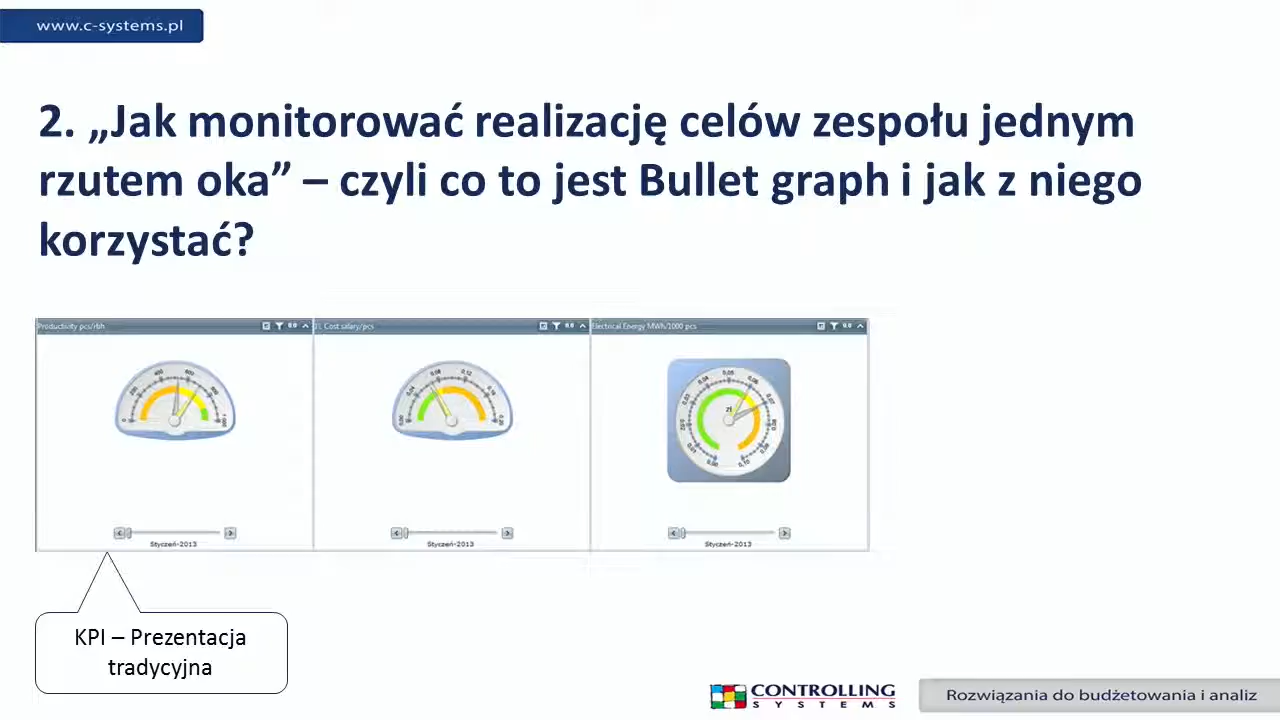 www.c-systems.pl
2. „Jak monitorować realizację celów zespołu jednym
rzutem oka” – czyli co to jest Bullet graph i jak z niego
korzystać?
Productivity pcs/rbh
Cost salary/pcs
Electrical Energy MWh/1000 pcs
Styczeń-2013
Styczeń-2013
Styczeń-2013
KPI – Prezentacja
tradycyjna
CONTROLLING
SYSTEMS
Rozwiązania do budżetowania i analiz